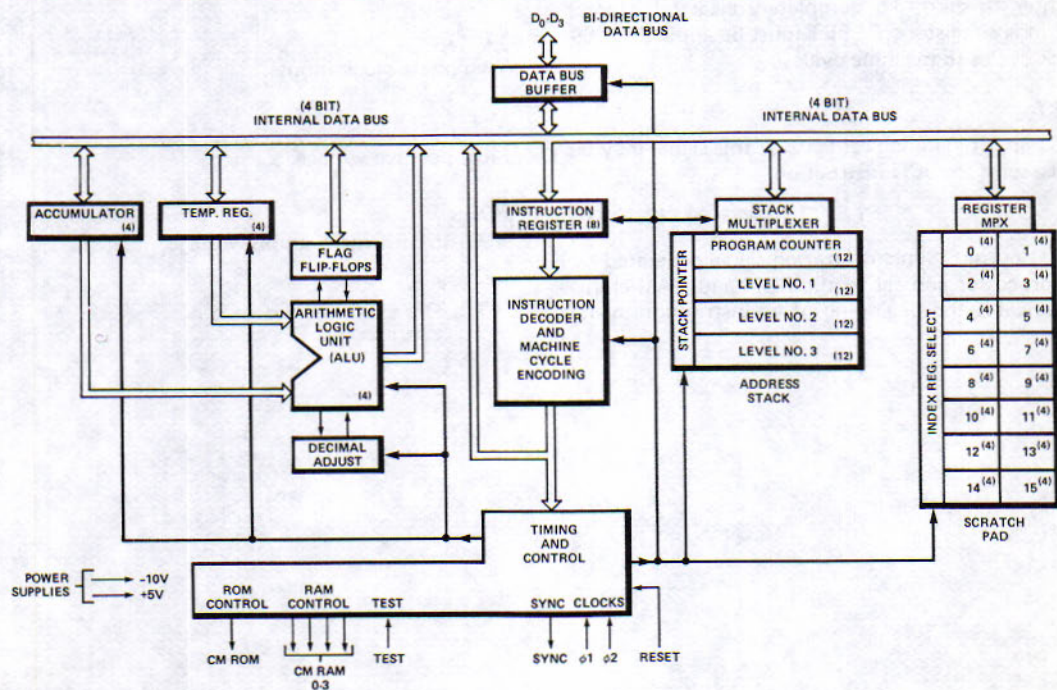 D0-D3 BI-DIRECTIONAL
DATA BUS
DATA BUS
BUFFER
(4 BIT)
INTERNAL DATA BUS
(4 BIT)
INTERNAL DATA BUS
ACCUMULATOR
(4)
TEMP. REG.
(4)
INSTRUCTION
REGISTER (8)
STACK
MULTIPLEXER
REGISTER
MPX
FLAG
FLIP-FLOPS
STACK POINTER
PROGRAM COUNTER
(12)
LEVEL NO. 1
(12)
LEVEL NO. 2
(12)
LEVEL NO. 3
(12)
ADDRESS
STACK
INDEX REG. SELECT
0(4) 1(4)
2(4) 3(4)
4(4) 5(4)
6(4) 7(4)
8(4) 9(4)
10(4) 11(4)
12(4) 13(4)
14(4) 15(4)
SCRATCH
PAD
ARITHMETIC
LOGIC
UNIT
(ALU)
(4)
INSTRUCTION
DECODER
AND
MACHINE
CYCLE
ENCODING
DECIMAL
ADJUST
TIMING
AND
CONTROL
POWER
SUPPLIES
-10V
+5V
ROM
CONTROL
RAM
CONTROL
TEST
SYNC
CLOCKS
CM ROM
CM RAM
0-3
TEST
SYNC
φ1
φ2
RESET